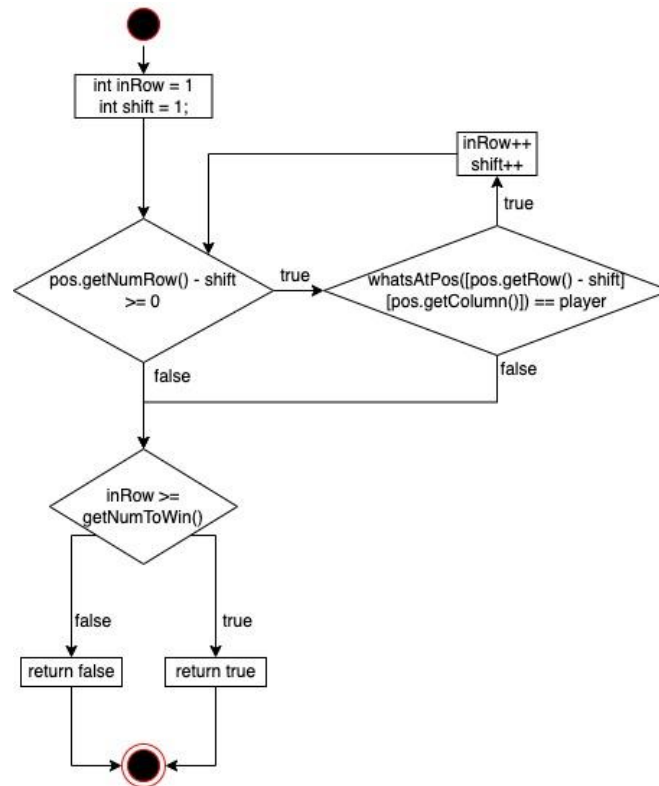 int inRow = 1
int shift = 1;
inRow++
shift++
true
pos.getNumRow() - shift
>= 0
true
whatsAtPos([pos.getRow() - shift]
[pos.getColumn()]) == player
false
false
inRow >=
getNumToWin()
false
true
return false
return true